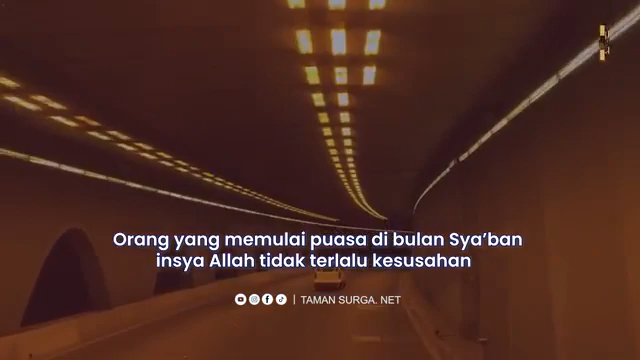 Orang yang memulai puasa di bulan Sya’ban
insya Allah tidak terlalu kesusahan
| TAMAN SURGA. NET